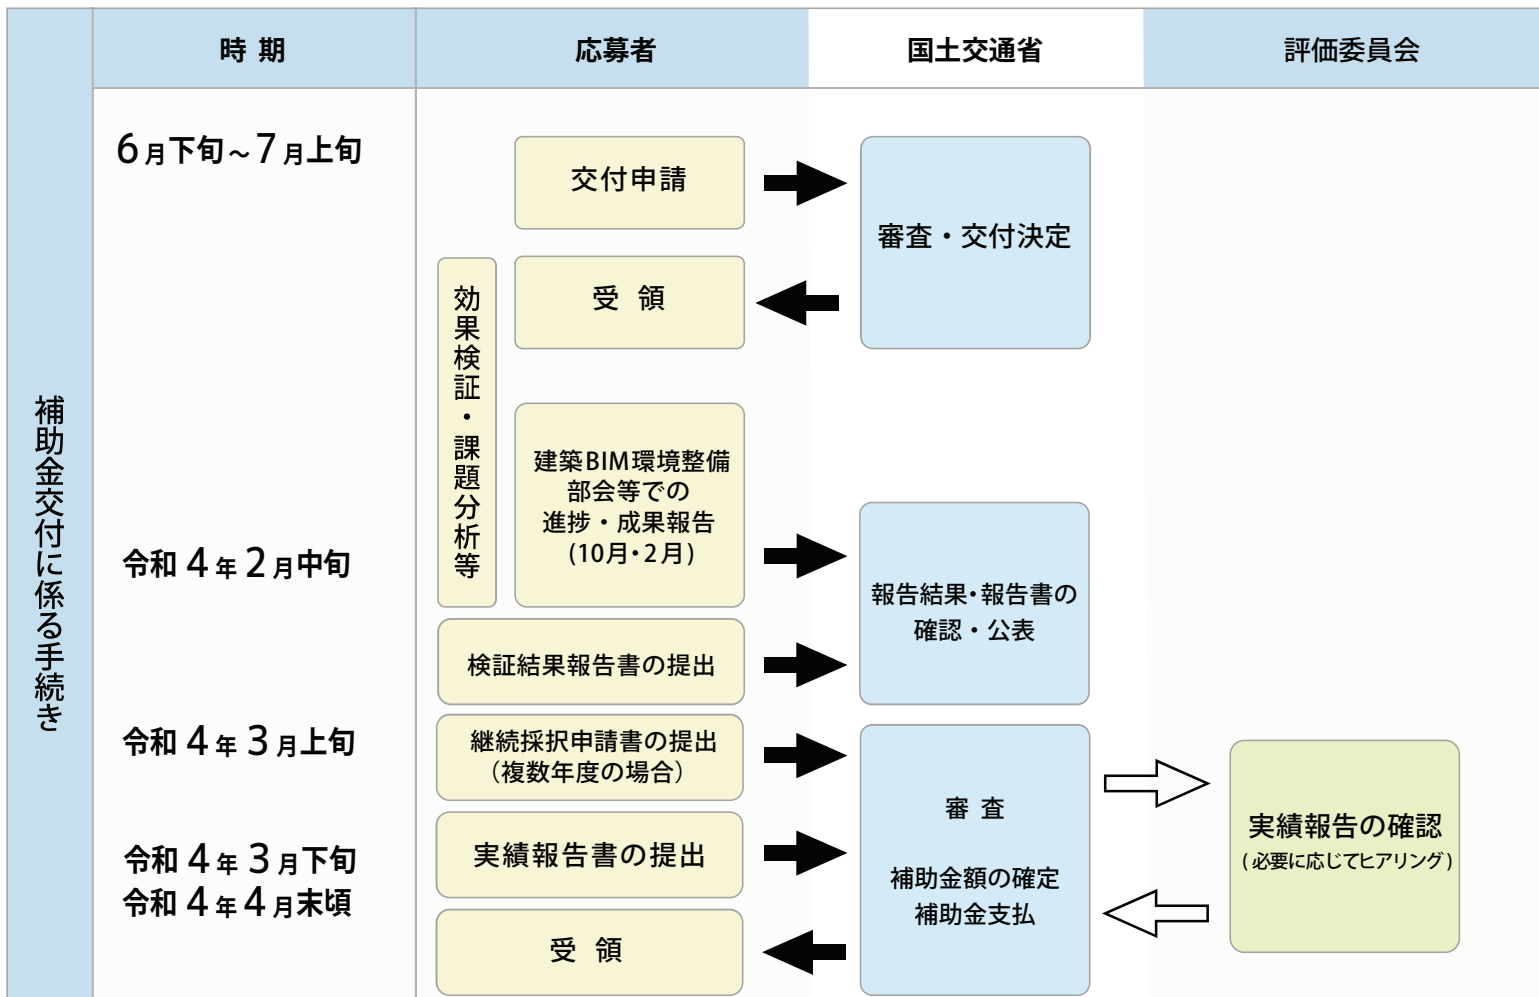 時 期
応募者
国土交通省
評価委員会
補助金交付に係る手続き
6月下旬～7月上旬
交付申請
審査・交付決定
受 領
効果検証・課題分析等
建築BIM環境整備
部会等での
進捗・成果報告
(10月・2月)
令和4年2月中旬
報告結果・報告書の
確認・公表
検証結果報告書の提出
令和4年3月上旬
継続採択申請書の提出
（複数年度の場合）
審 査
補助金額の確定
補助金支払
実績報告の確認
(必要に応じてヒアリング)
令和4年3月下旬
実績報告書の提出
令和4年4月末頃
受 領